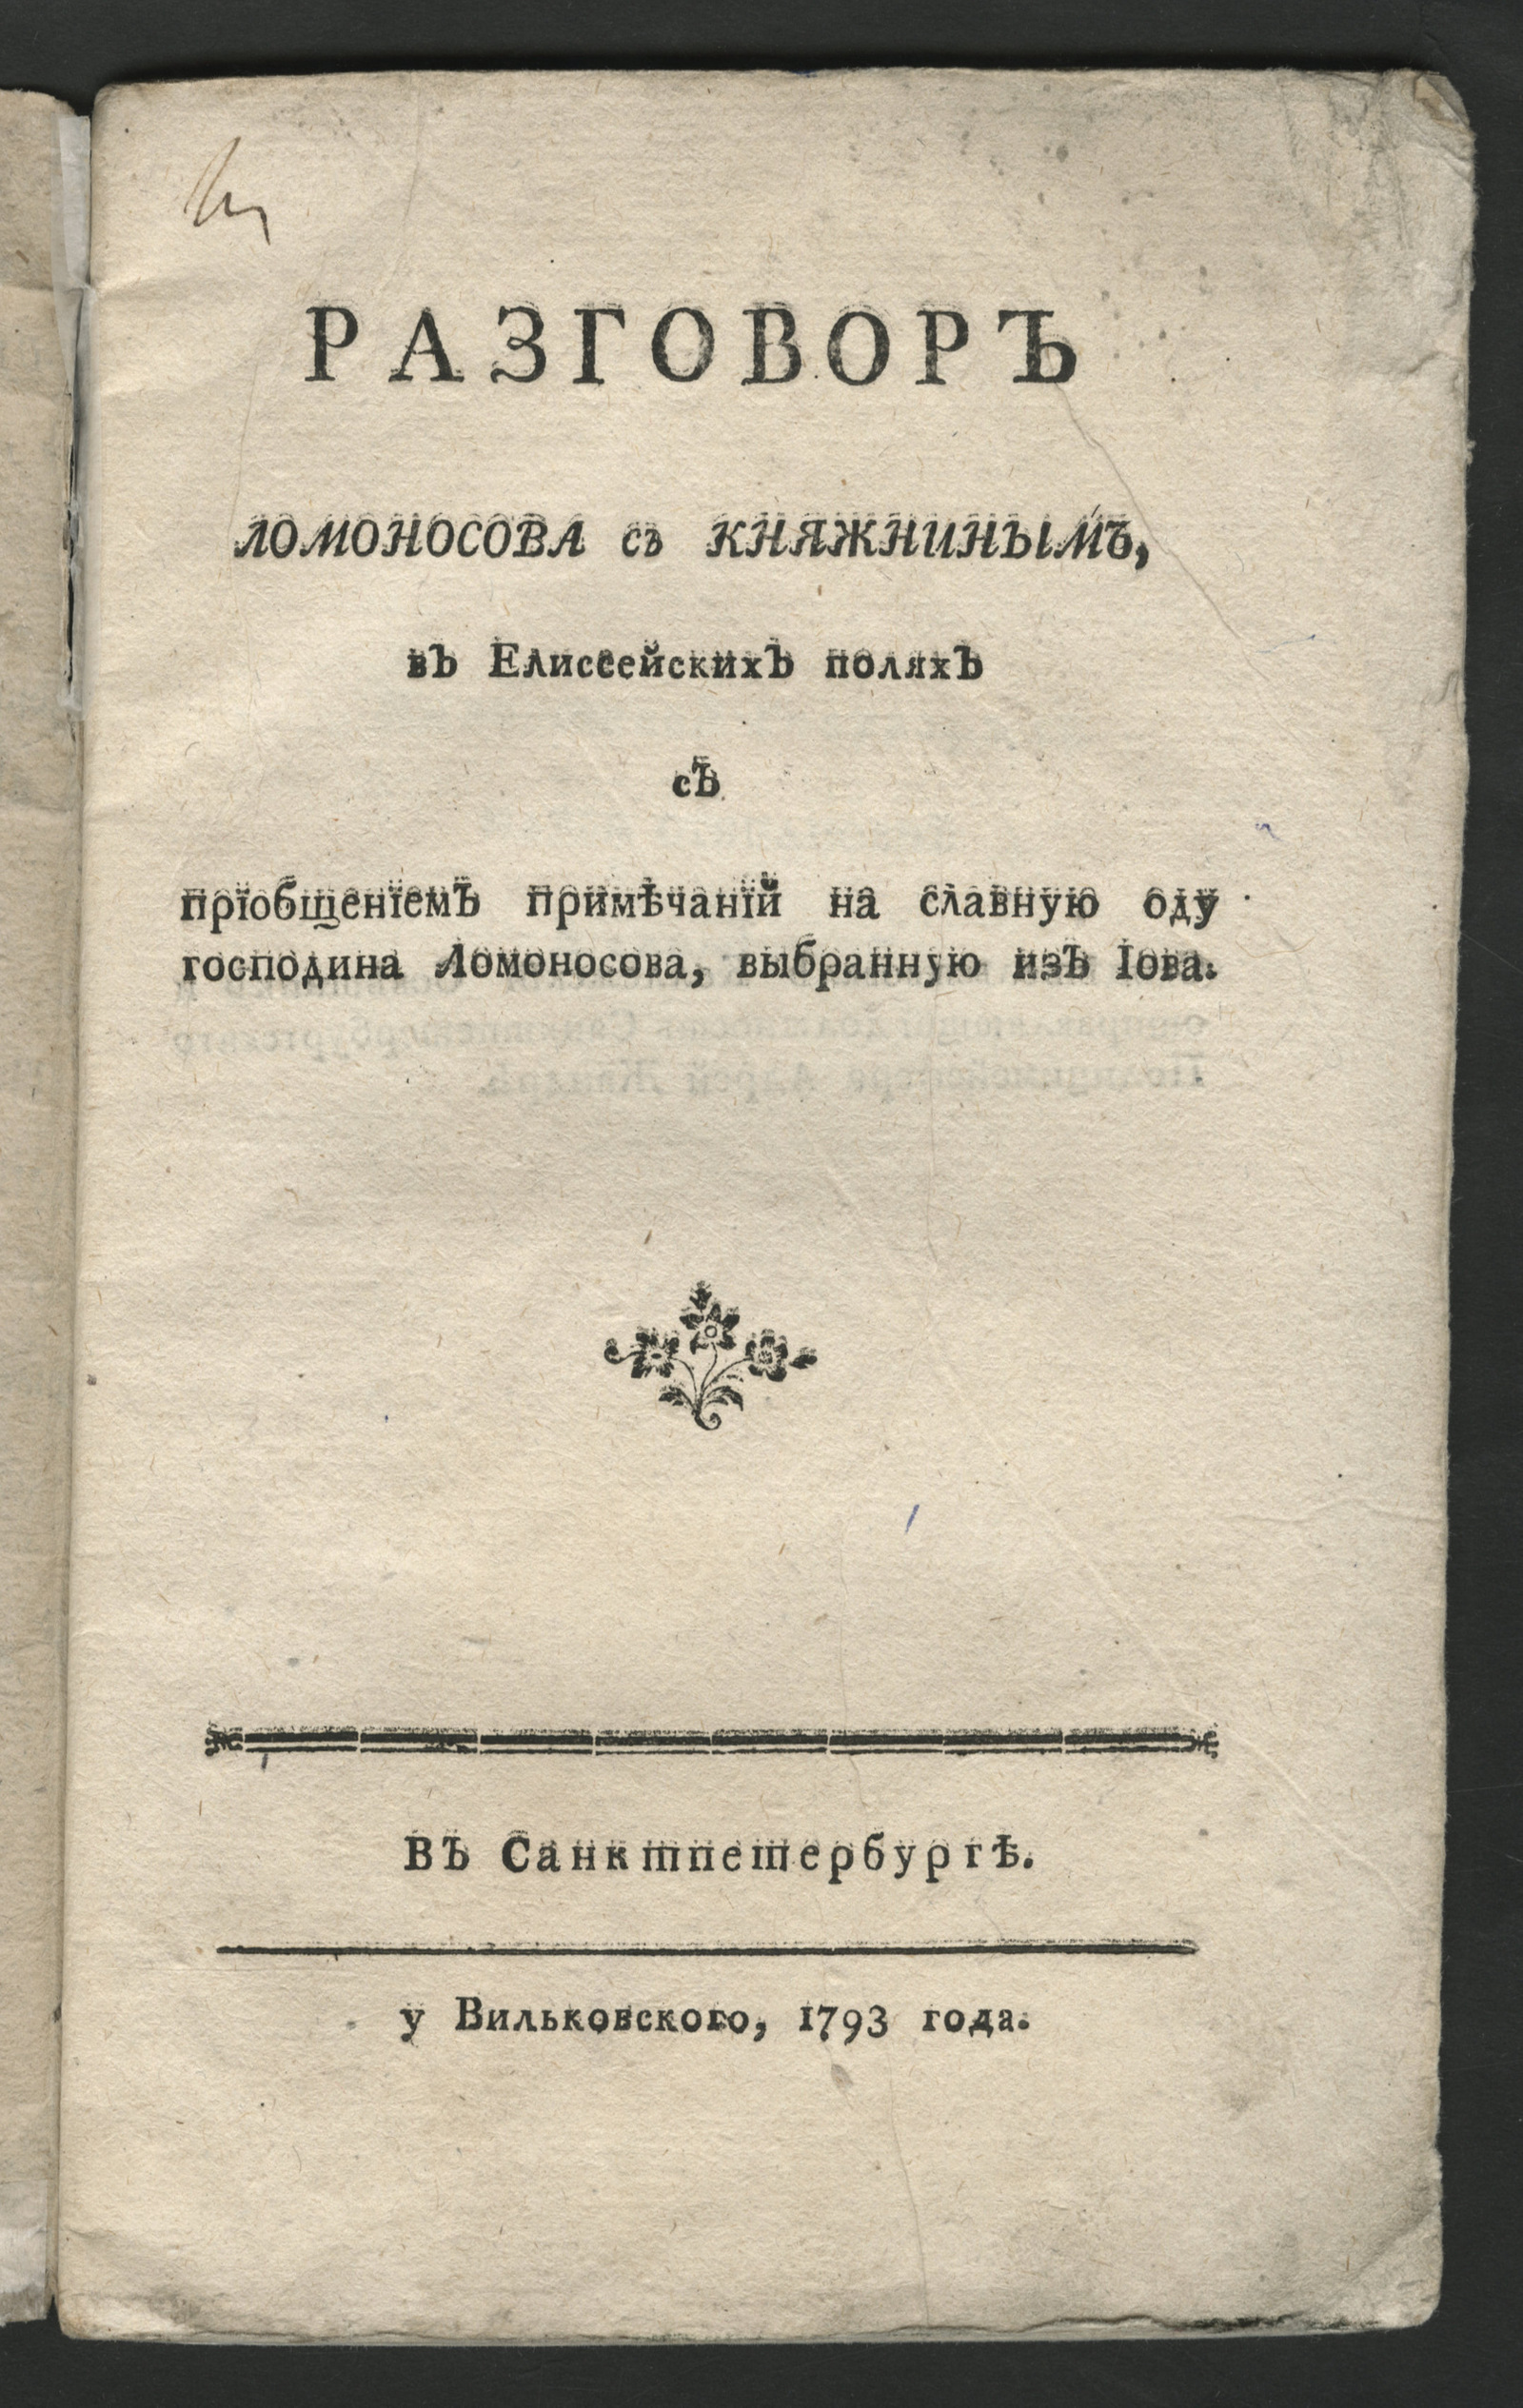 РАЗГОВОРЪ
ЛОМОНОСОВА съ КНЯЖНИНЫМЪ,
въ Елиссейскихъ поляхъ
съ
пріобщеніемъ примѣчаній на славную оду
господина Ломоносова, выбранную изъ Іова.
ВЪ Санктпетербургѣ.
у Вильковского, 1793 года.